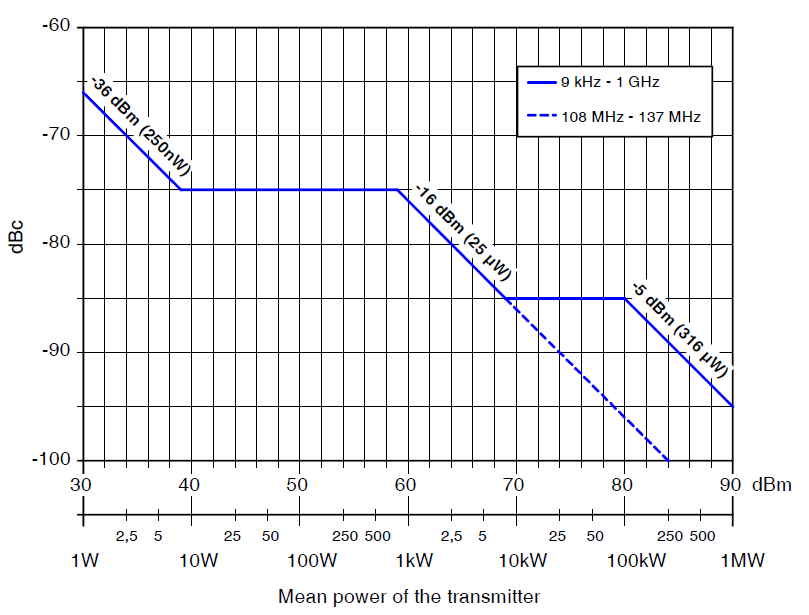 -60
-70
-80
-90
-100
dBc
-36 dBm (250nW)
-16 dBm (25 µW)
-5 dBm (316 µW)
9 kHz - 1 GHz
108 MHz - 137 MHz
30 40 50 60 70 80 90 dBm
2,5 5 25 50 250 500 2,5 5 25 50 250 500
1W 10W 100W 1kW 10kW 100kW 1MW
Mean power of the transmitter